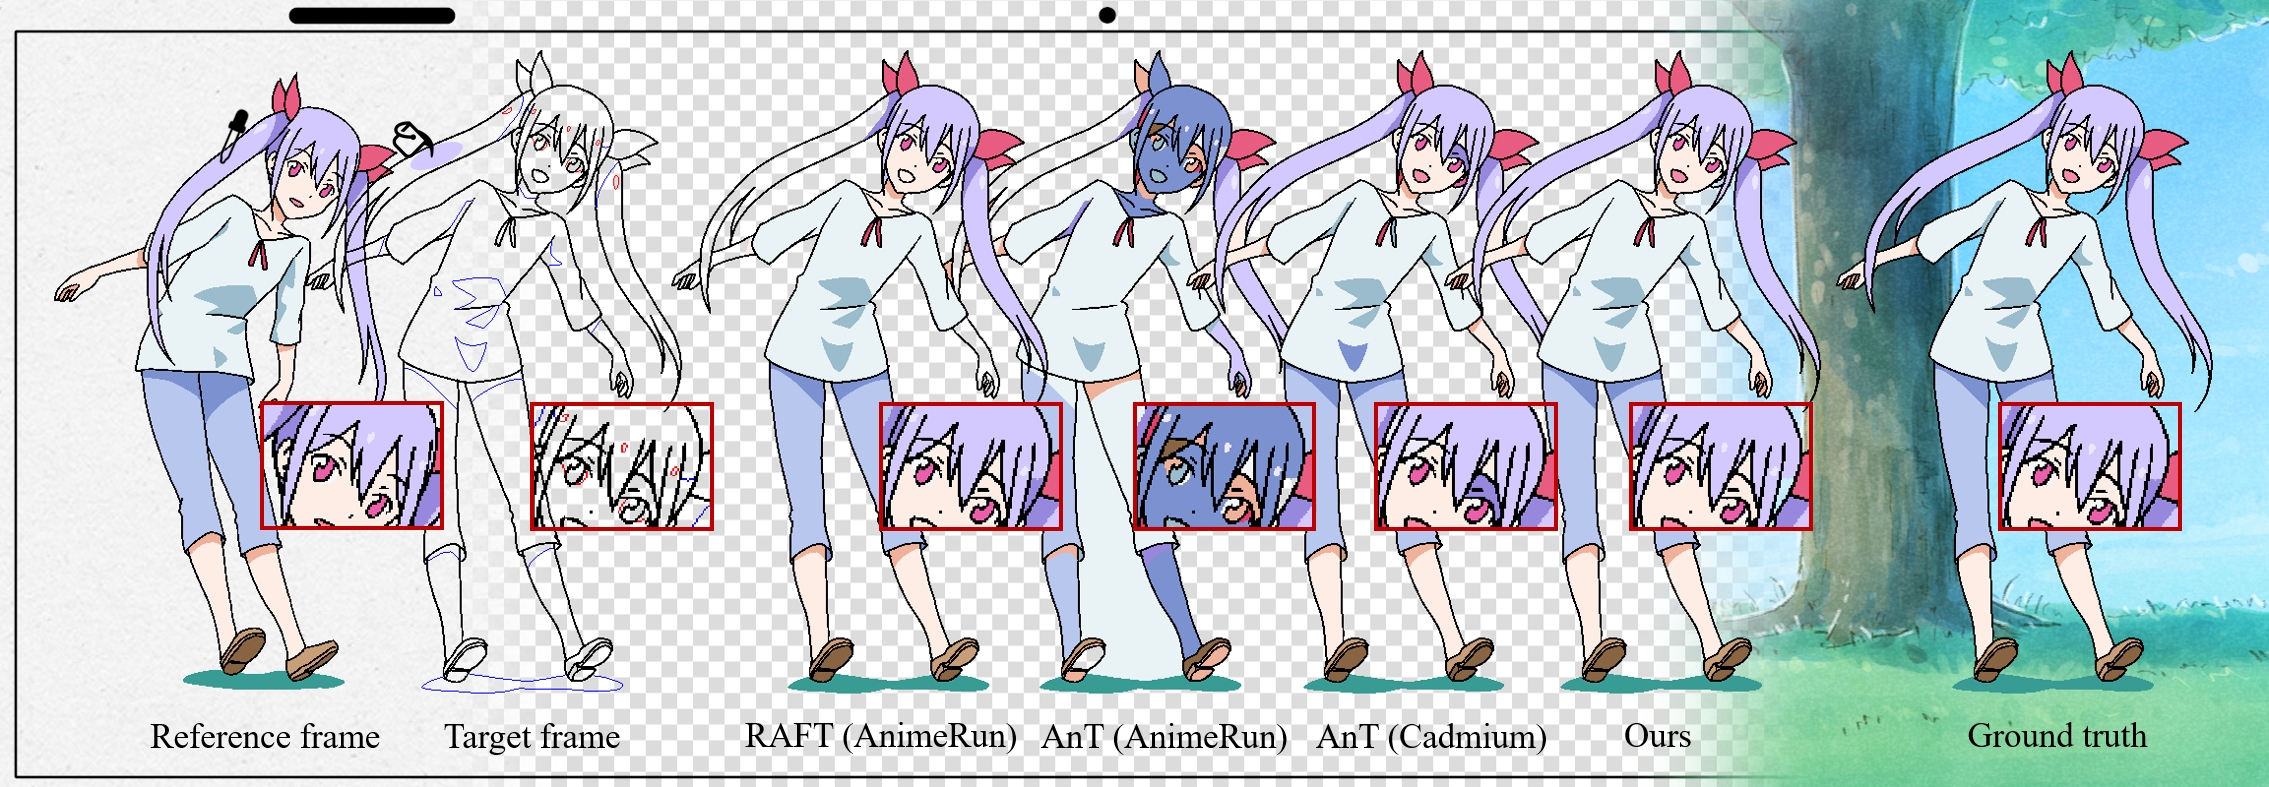 Reference frame
Target frame
RAFT (AnimeRun)
AnT (AnimeRun)
AnT (Cadmium)
Ours
Ground truth